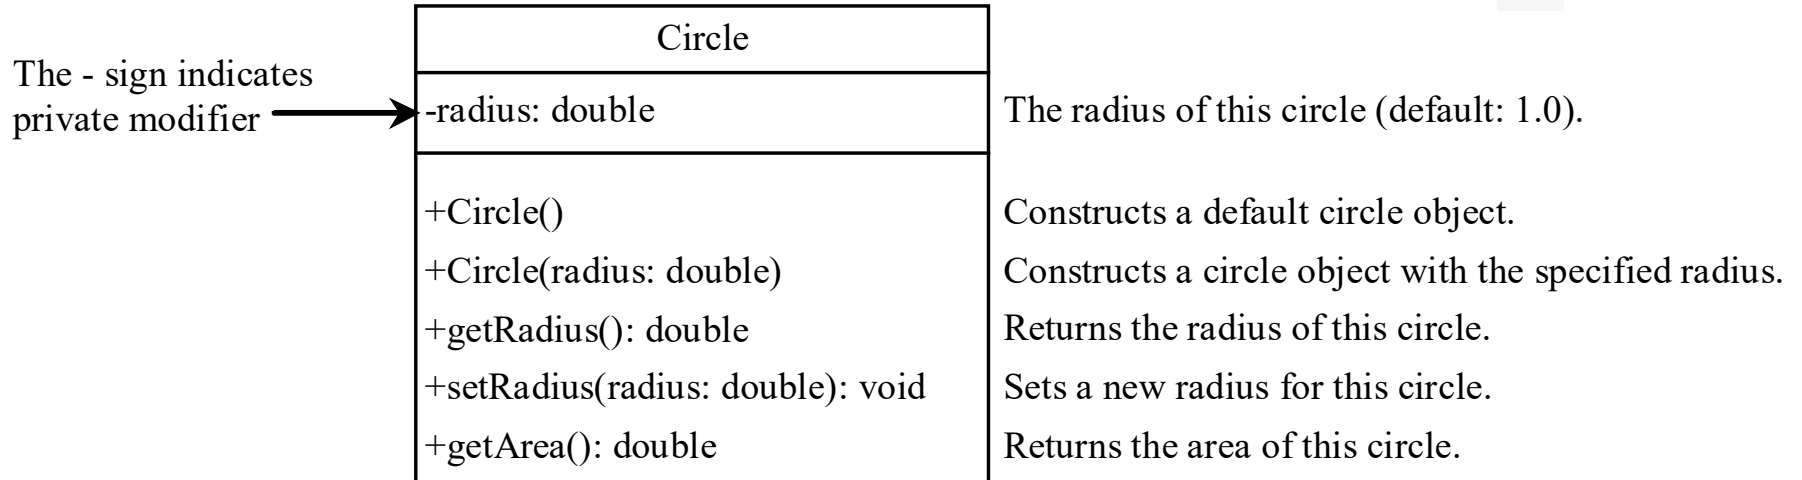 Circle
The - sign indicates
private modifier
-radius: double
The radius of this circle (default: 1.0).
+Circle()
Constructs a default circle object.
+Circle(radius: double)
Constructs a circle object with the specified radius.
+getRadius(): double
Returns the radius of this circle.
+setRadius(radius: double): void
Sets a new radius for this circle.
+getArea(): double
Returns the area of this circle.